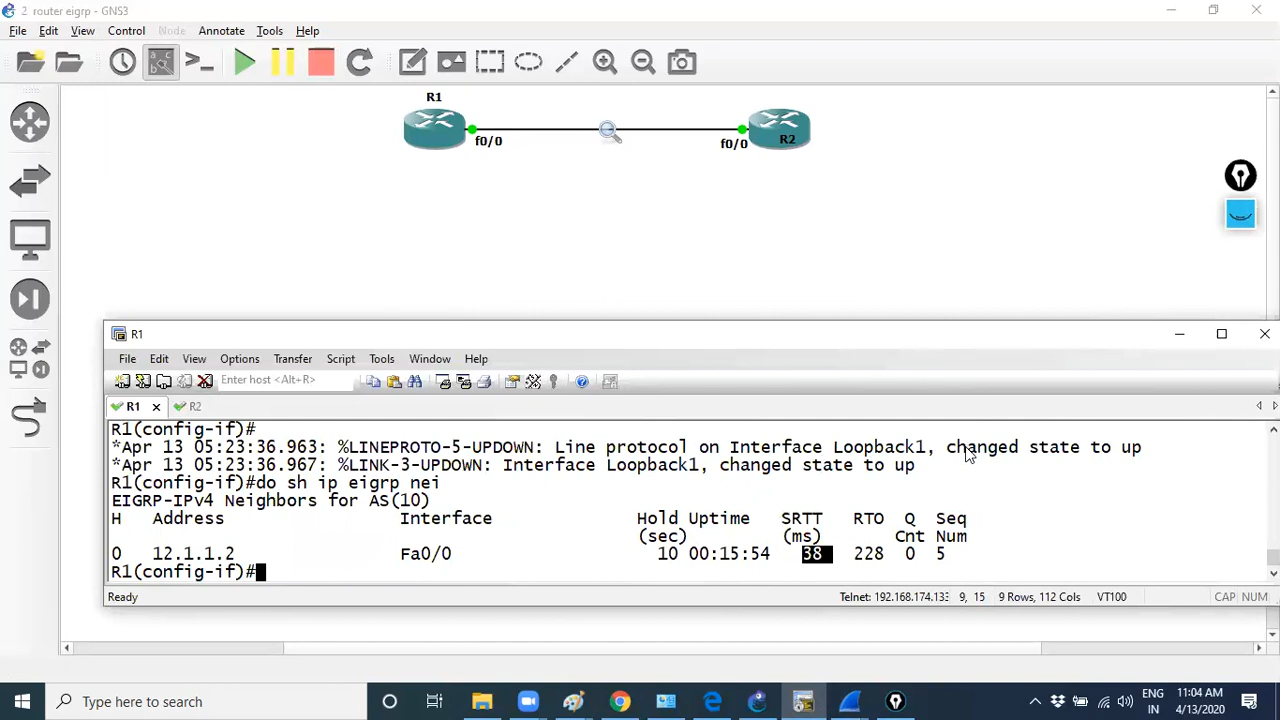 2 router eigrp - GNS3
File Edit View Control Node Annotate Tools Help
R1
R2
f0/0
f0/0
R1
File Edit View Options Transfer Script Tools Window Help
Enter host <Alt+R>
R1 R2
R1(config-if)#
*Apr 13 05:23:36.963: %LINEPROTO-5-UPDOWN: Line protocol on Interface Loopback1, changed state to up
*Apr 13 05:23:36.967: %LINK-3-UPDOWN: Interface Loopback1, changed state to up
R1(config-if)#do sh ip eigrp nei
EIGRP-IPv4 Neighbors for AS(10)
H Address Interface Hold Uptime SRTT RTO Q Seq
(sec) (ms) Cnt Num
0 12.1.1.2 Fa0/0 10 00:15:54 38 228 0 5
R1(config-if)#
Ready Telnet: 192.168.174.133 9, 15 9 Rows, 112 Cols VT100 CAP NUM
Type here to search
ENG 11:04 AM
IN 4/13/2020